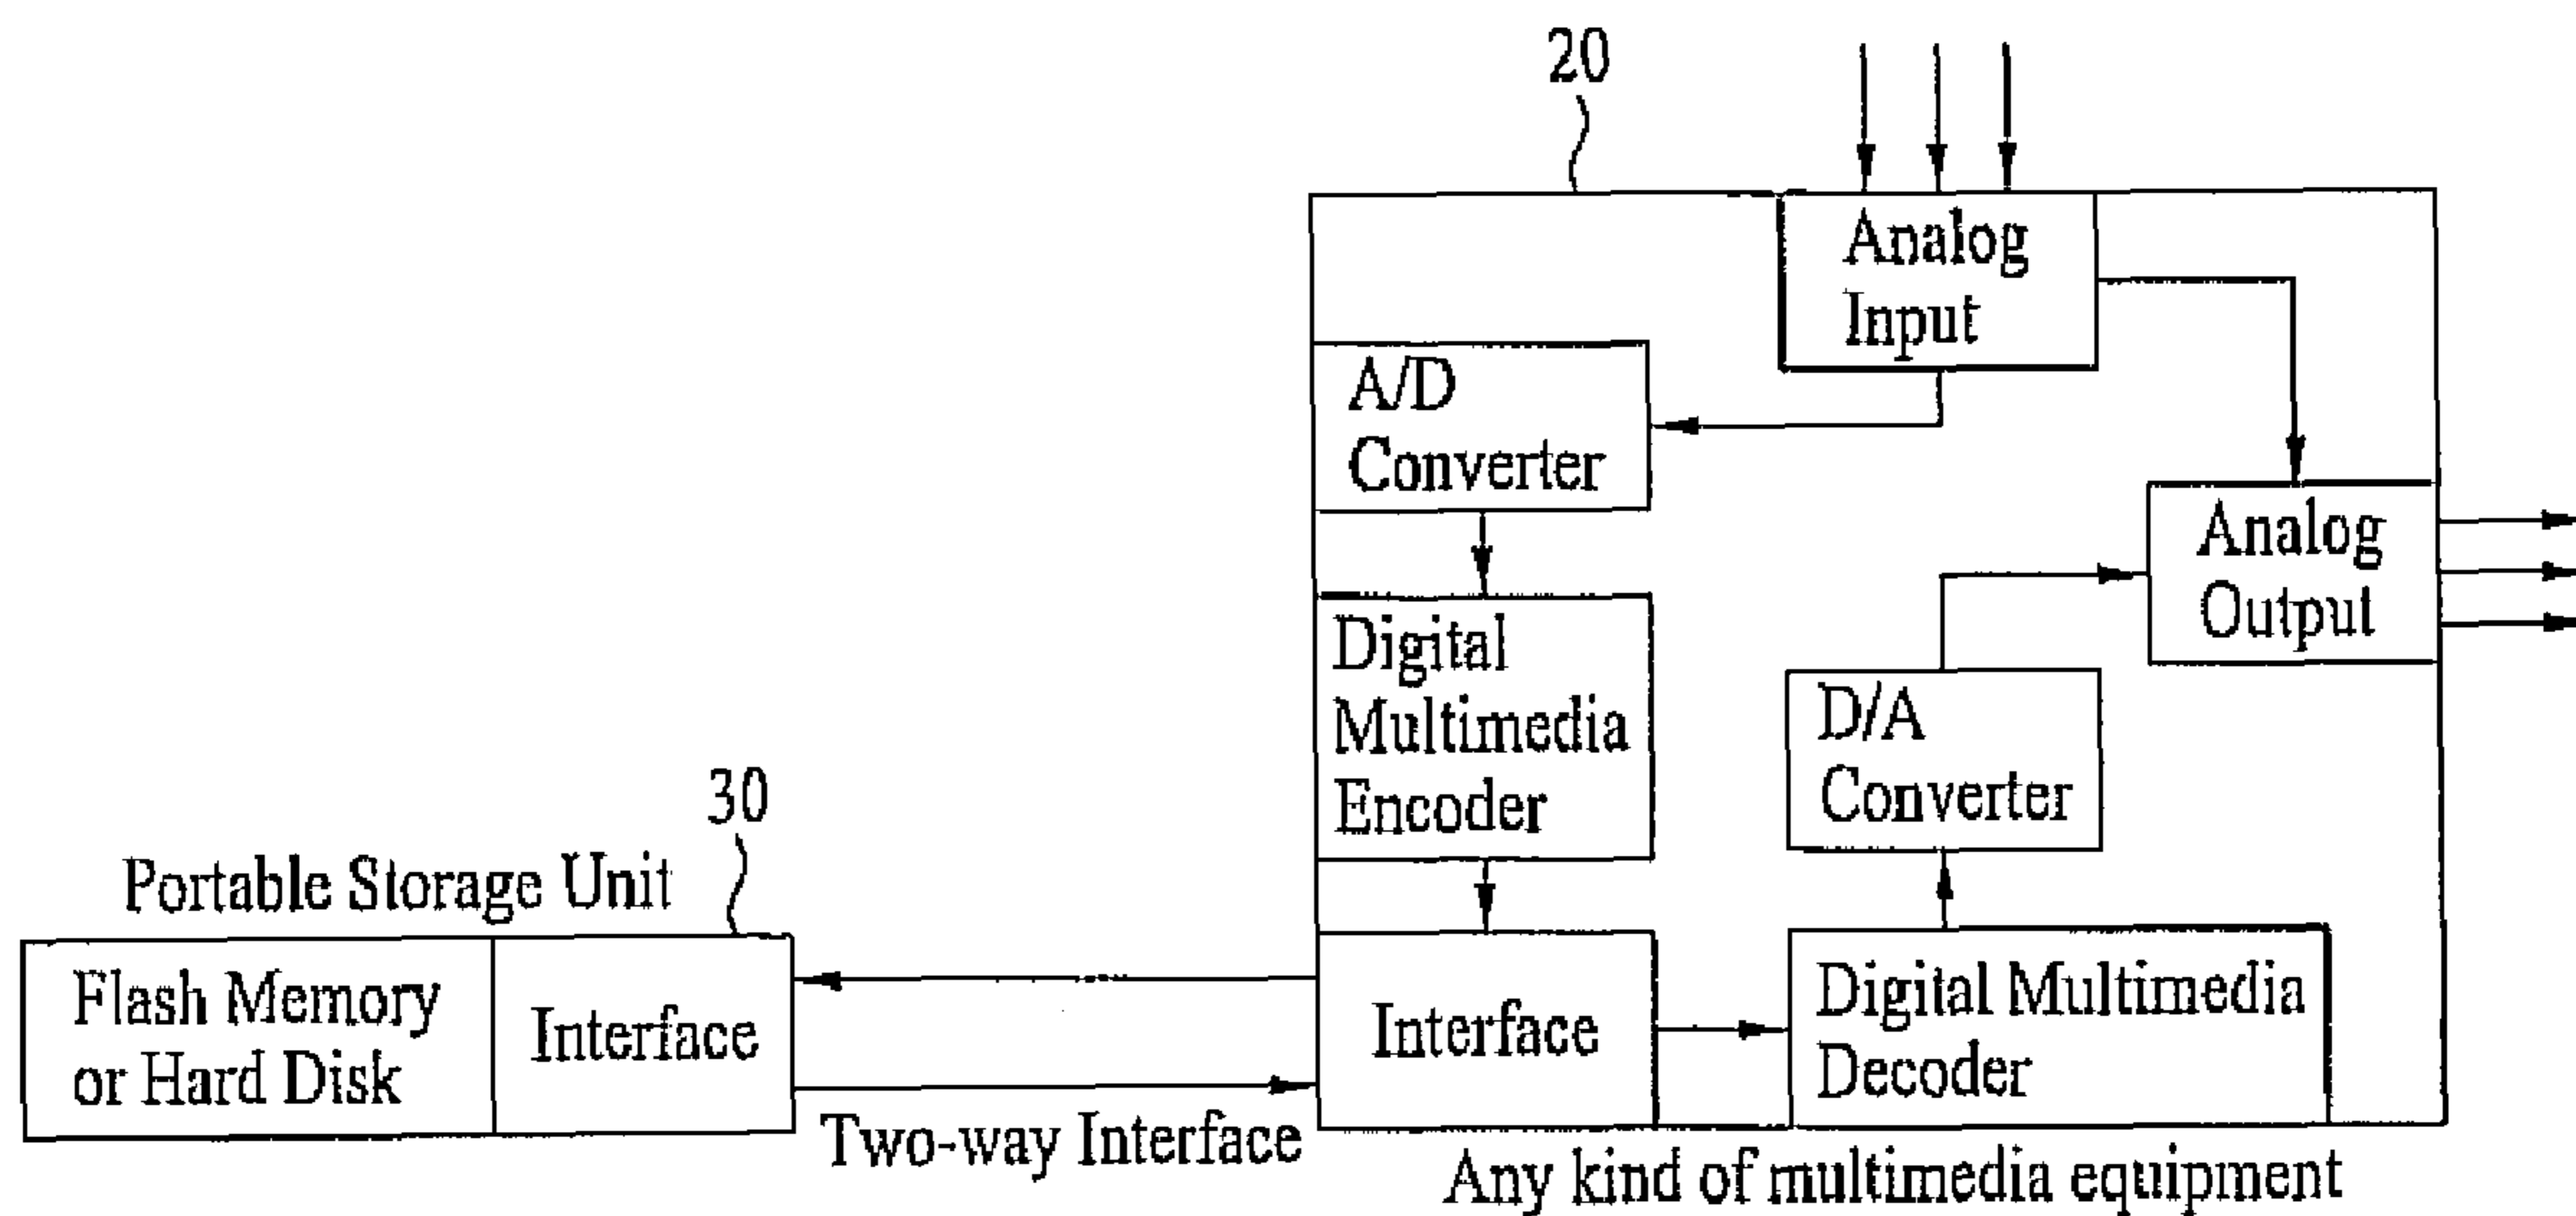 20
Analog
Input
A/D
Converter
Analog
Output
Digital
Multimedia
Encoder
D/A
Converter
30
Portable Storage Unit
Flash Memory
or Hard Disk
Interface
Interface
Digital Multimedia
Decoder
Two-way Interface
Any kind of multimedia equipment